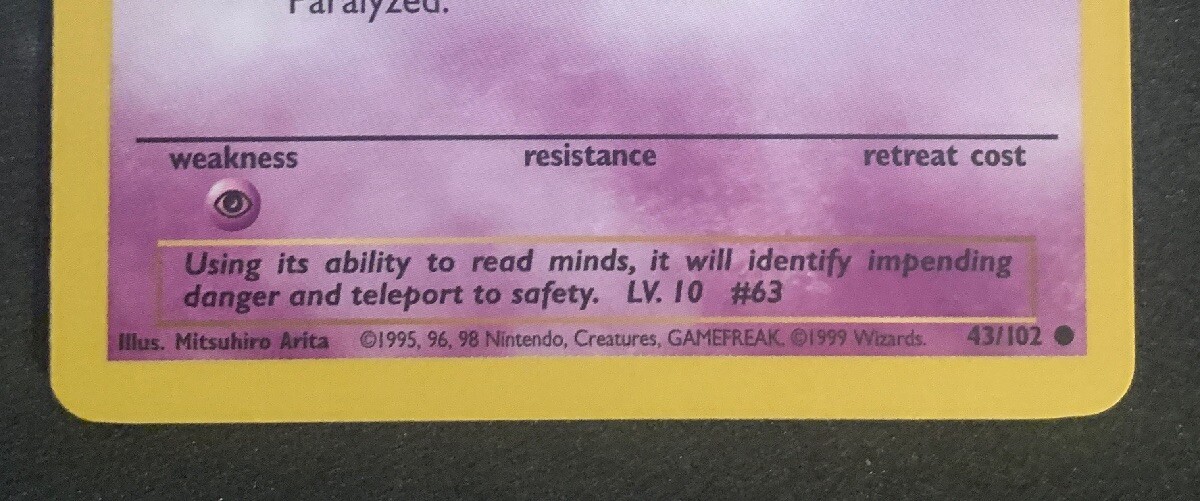 Paralyzed.
weakness resistance retreat cost
Using its ability to read minds, it will identify impending
danger and teleport to safety. LV. 10 #63
Illus. Mitsuhiro Arita ©1995, 96, 98 Nintendo, Creatures, GAMEFREAK. ©1999 Wizards. 43/102